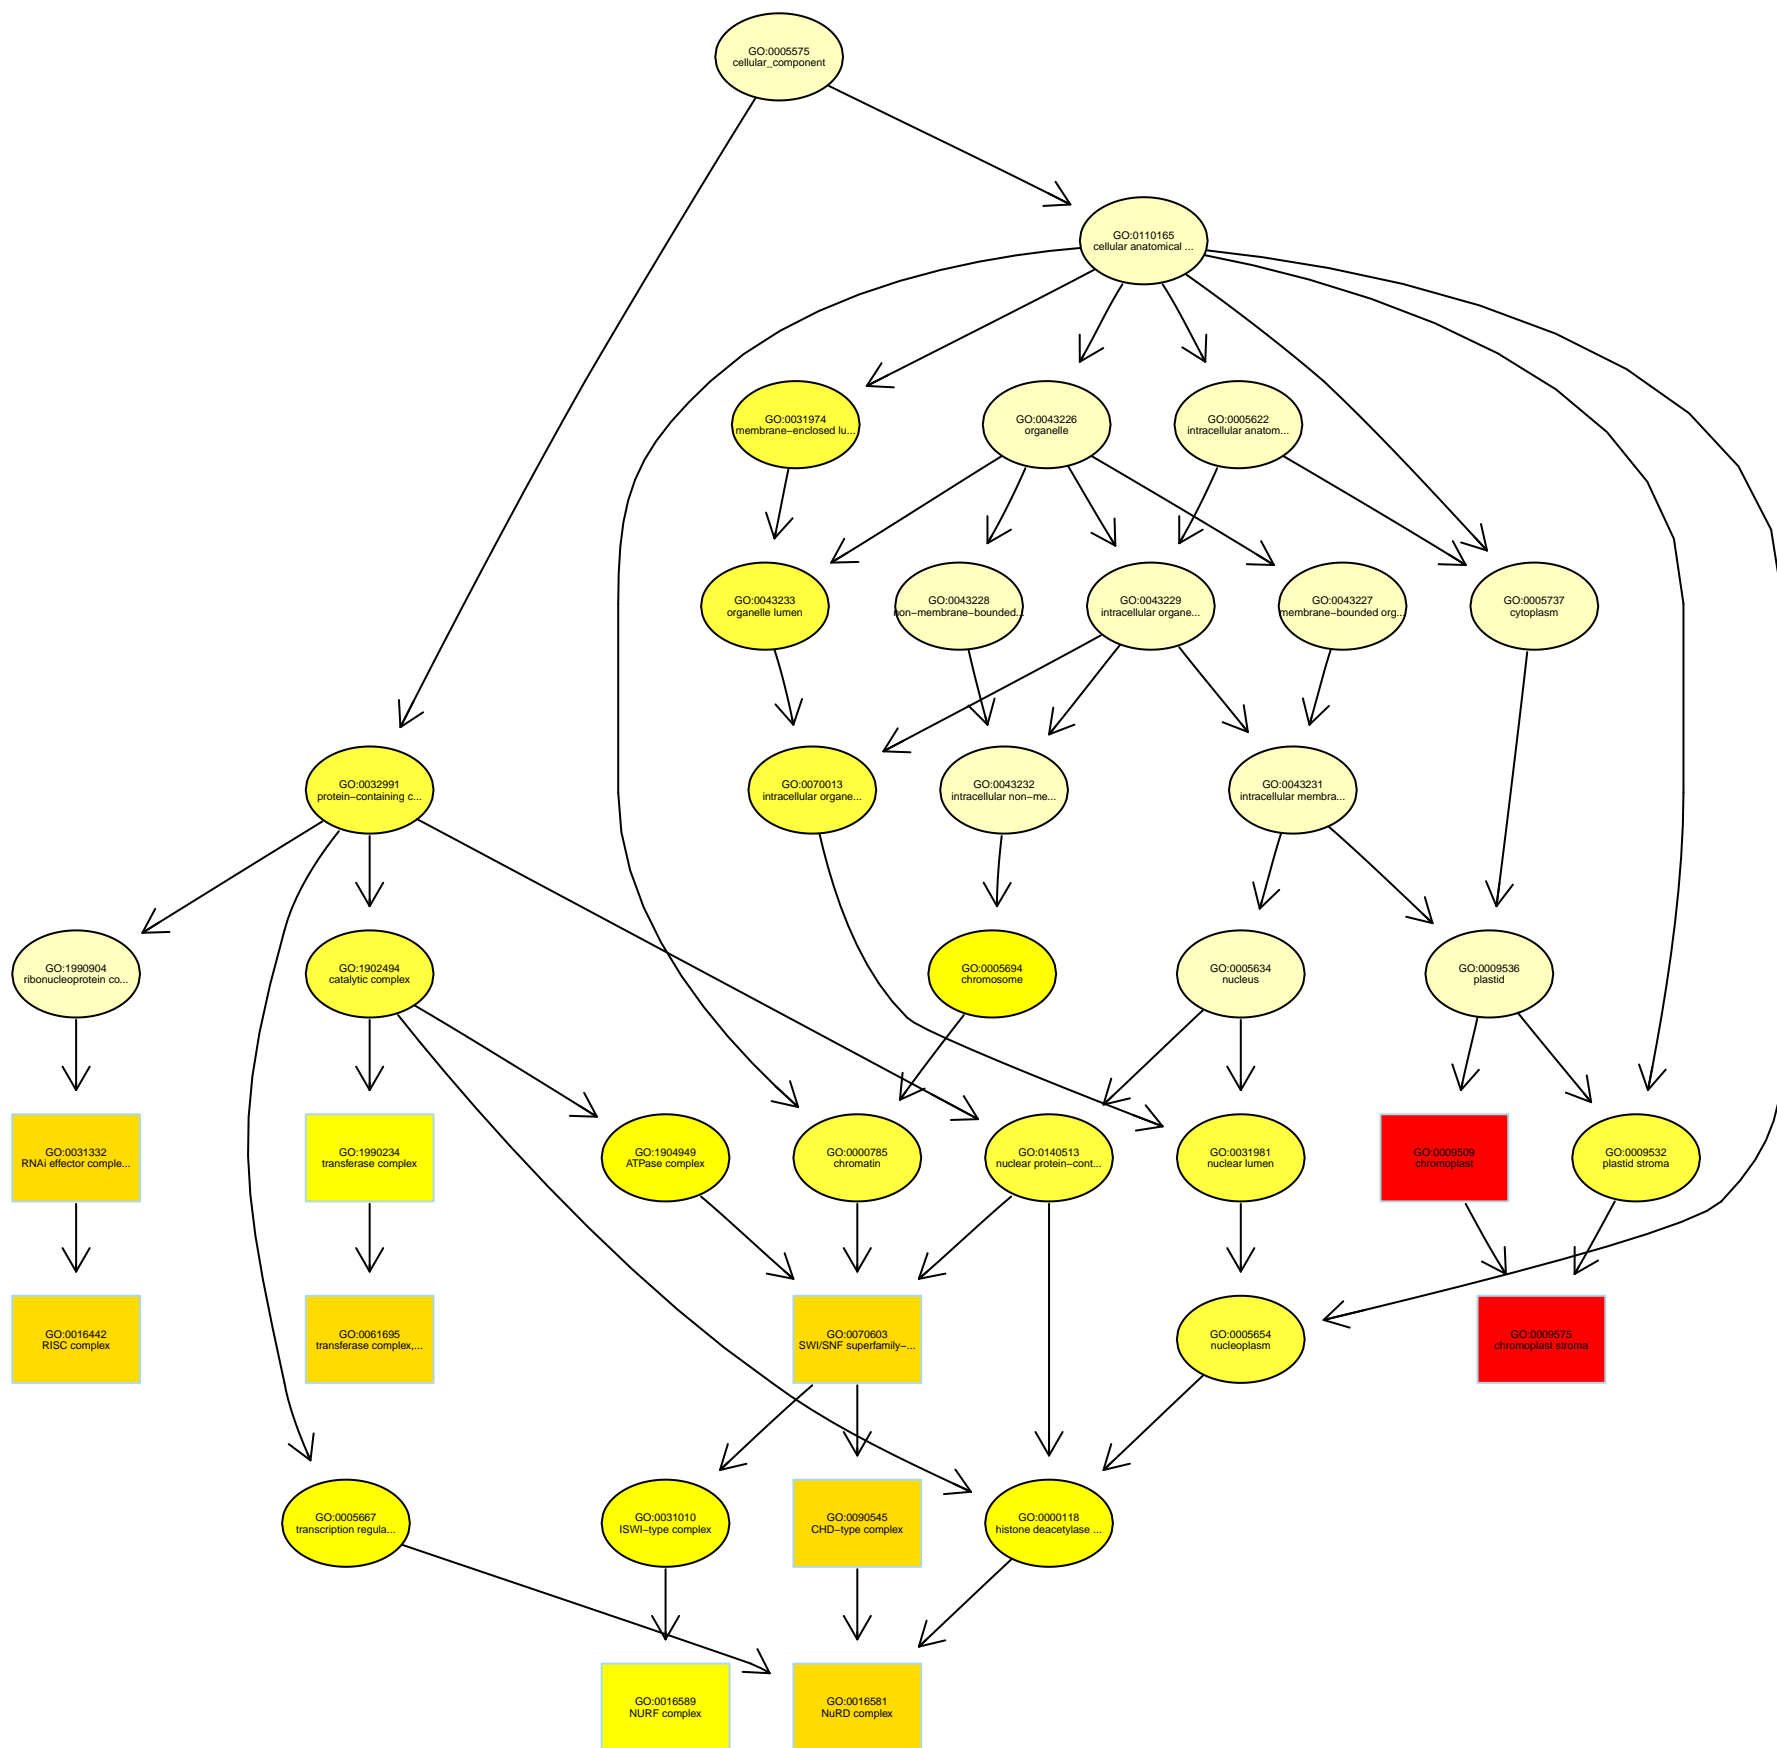 GO:0005575
cellular_component
GO:0110165
cellular anatomical ...
GO:0031974
membrane−enclosed lu...
GO:0043226
organelle
GO:0005622
intracellular anatom...
GO:0043233
organelle lumen
GO:0043228
non−membrane−bounded...
GO:0043229
intracellular organe...
GO:0043227
membrane−bounded org...
GO:0005737
cytoplasm
GO:0032991
protein−containing c...
GO:0070013
intracellular organe...
GO:0043232
intracellular non−me...
GO:0043231
intracellular membra...
GO:1990904
ribonucleoprotein co...
GO:1902494
catalytic complex
GO:0005694
chromosome
GO:0005634
nucleus
GO:0009536
plastid
GO:0031332
RNAi effector comple...
GO:1990234
transferase complex
GO:1904949
ATPase complex
GO:0000785
chromatin
GO:0140513
nuclear protein−cont...
GO:0031981
nuclear lumen
GO:0009509
chromoplast
GO:0009532
plastid stroma
GO:0016442
RISC complex
GO:0061695
transferase complex,...
GO:0070603
SWI/SNF superfamily−...
GO:0005654
nucleoplasm
GO:0009575
chromoplast stroma
GO:0005667
transcription regula...
GO:0031010
ISWI−type complex
GO:0090545
CHD−type complex
GO:0000118
histone deacetylase ...
GO:0016589
NURF complex
GO:0016581
NuRD complex